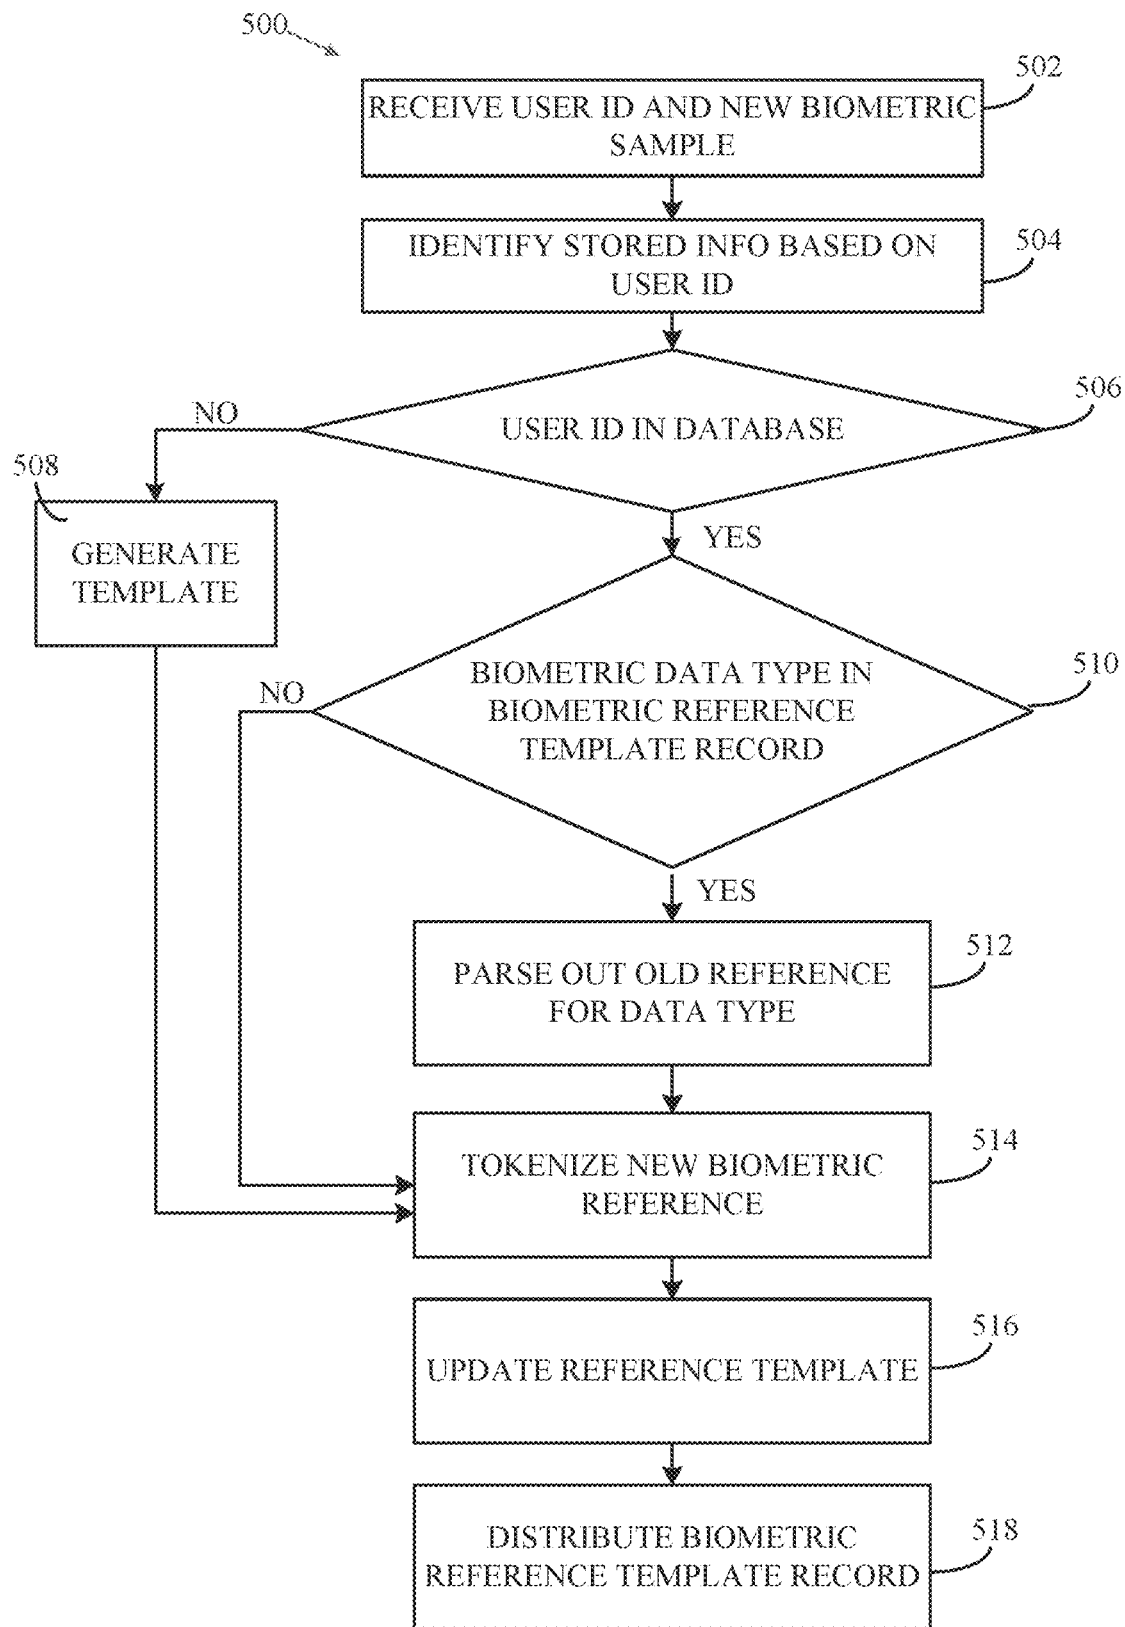 500
502
RECEIVE USER ID AND NEW BIOMETRIC
SAMPLE
504
IDENTIFY STORED INFO BASED ON
USER ID
506
USER ID IN DATABASE
NO
YES
508
GENERATE
TEMPLATE
510
BIOMETRIC DATA TYPE IN
BIOMETRIC REFERENCE
TEMPLATE RECORD
NO
YES
512
PARSE OUT OLD REFERENCE
FOR DATA TYPE
514
TOKENIZE NEW BIOMETRIC
REFERENCE
516
UPDATE REFERENCE TEMPLATE
518
DISTRIBUTE BIOMETRIC
REFERENCE TEMPLATE RECORD